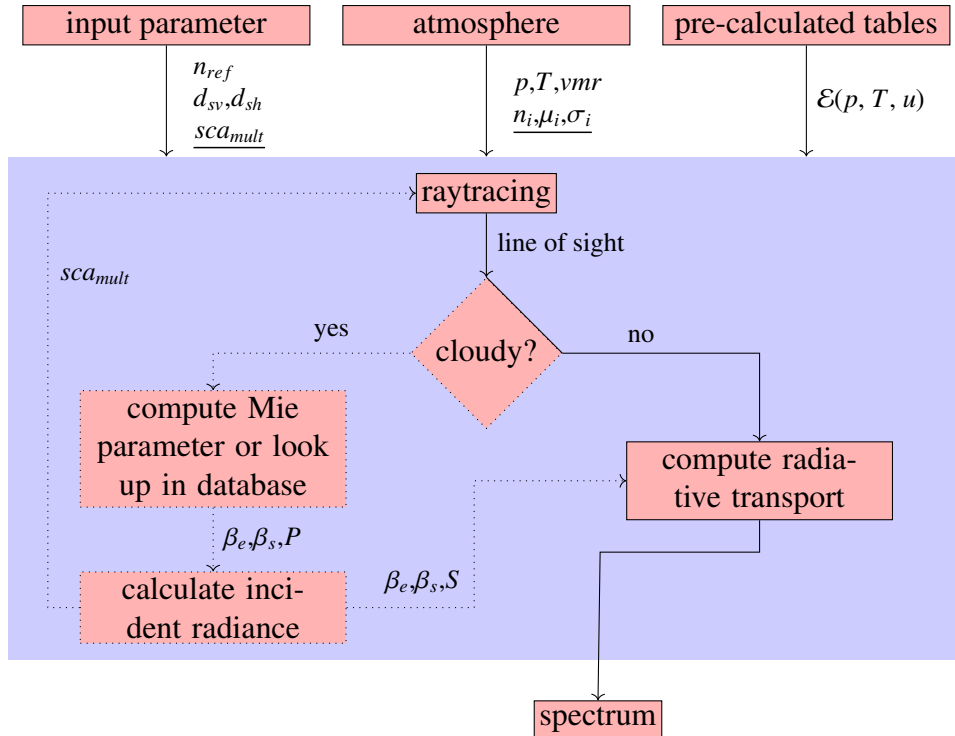 input parameter
atmosphere
pre-calculated tables
n_ref
d_sv,d_sh
sca_mult
p,T,vmr
n_i,μ_i,σ_i
ℰ(p, T, u)
raytracing
line of sight
sca_mult
cloudy?
yes
no
compute Mie
parameter or look
up in database
compute radia-
tive transport
β_e,β_s,P
β_e,β_s,S
calculate inci-
dent radiance
spectrum